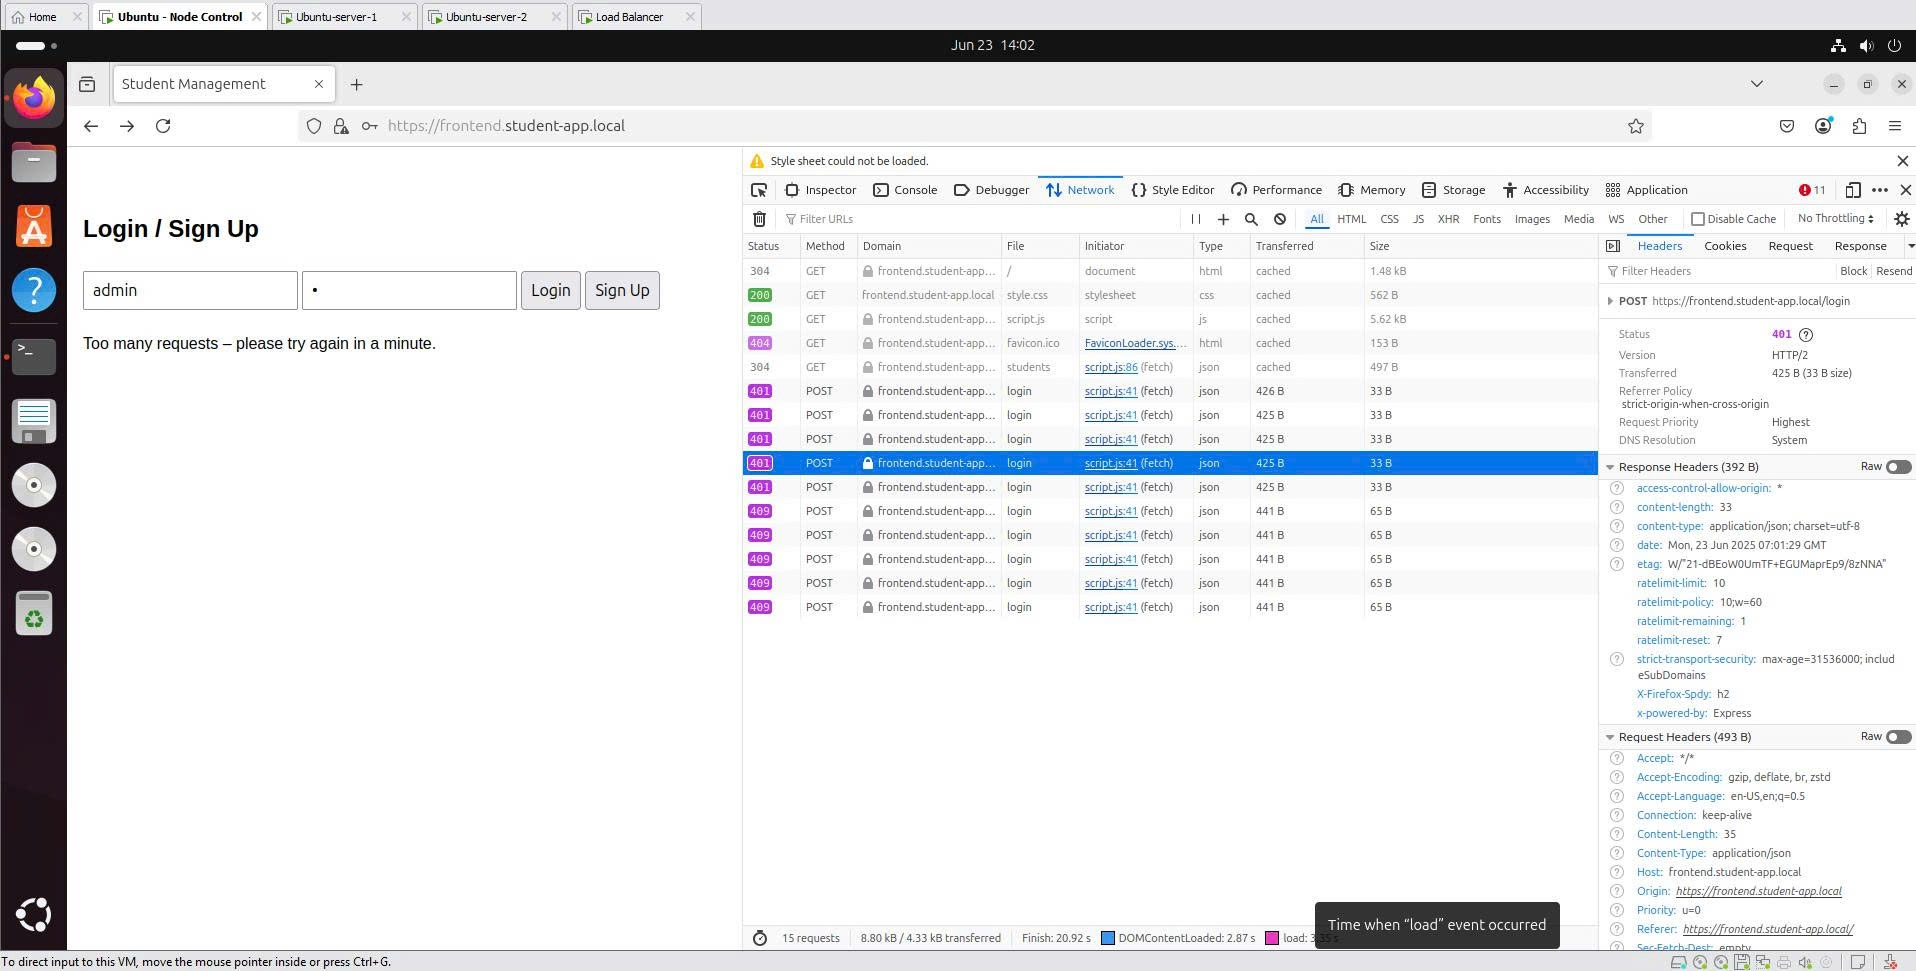 Home
Ubuntu - Node Control
Ubuntu-server-1
Ubuntu-server-2
Load Balancer
Jun 23 14:02
Student Management
https://frontend.student-app.local
Style sheet could not be loaded.
Inspector Console Debugger Network Style Editor Performance Memory Storage Accessibility Application 11
Filter URLs All HTML CSS JS XHR Fonts Images Media WS Other Disable Cache No Throttling
Login / Sign Up
admin • Login Sign Up
Too many requests – please try again in a minute.
Status Method Domain File Initiator Type Transferred Size
304 GET frontend.student-app... / document html cached 1.48 kB
200 GET frontend.student-app.local style.css stylesheet css cached 562 B
200 GET frontend.student-app... script.js script js cached 5.62 kB
404 GET frontend.student-app... favicon.ico FaviconLoader.sys.... html cached 153 B
304 GET frontend.student-app... students script.js:86 (fetch) json cached 497 B
401 POST frontend.student-app... login script.js:41 (fetch) json 426 B 33 B
401 POST frontend.student-app... login script.js:41 (fetch) json 425 B 33 B
401 POST frontend.student-app... login script.js:41 (fetch) json 425 B 33 B
401 POST frontend.student-app... login script.js:41 (fetch) json 425 B 33 B
401 POST frontend.student-app... login script.js:41 (fetch) json 425 B 33 B
409 POST frontend.student-app... login script.js:41 (fetch) json 441 B 65 B
409 POST frontend.student-app... login script.js:41 (fetch) json 441 B 65 B
409 POST frontend.student-app... login script.js:41 (fetch) json 441 B 65 B
409 POST frontend.student-app... login script.js:41 (fetch) json 441 B 65 B
409 POST frontend.student-app... login script.js:41 (fetch) json 441 B 65 B
Headers Cookies Request Response
Filter Headers Block Resend
POST https://frontend.student-app.local/login
Status 401
Version HTTP/2
Transferred 425 B (33 B size)
Referrer Policy
strict-origin-when-cross-origin
Request Priority Highest
DNS Resolution System
Response Headers (392 B) Raw
access-control-allow-origin: *
content-length: 33
content-type: application/json; charset=utf-8
date: Mon, 23 Jun 2025 07:01:29 GMT
etag: W/"21-dBEoW0UmTF+EGUMaprEp9/8zNNA"
ratelimit-limit: 10
ratelimit-policy: 10;w=60
ratelimit-remaining: 1
ratelimit-reset: 7
strict-transport-security: max-age=31536000; includ
eSubDomains
X-Firefox-Spdy: h2
x-powered-by: Express
Request Headers (493 B) Raw
Accept: */*
Accept-Encoding: gzip, deflate, br, zstd
Accept-Language: en-US,en;q=0.5
Connection: keep-alive
Content-Length: 35
Content-Type: application/json
Host: frontend.student-app.local
Origin: https://frontend.student-app.local
Priority: u=0
Referer: https://frontend.student-app.local/
Sec-Fetch-Dest: empty
Time when “load” event occurred
15 requests 8.80 kB / 4.33 kB transferred Finish: 20.92 s DOMContentLoaded: 2.87 s load:
To direct input to this VM, move the mouse pointer inside or press Ctrl+G.